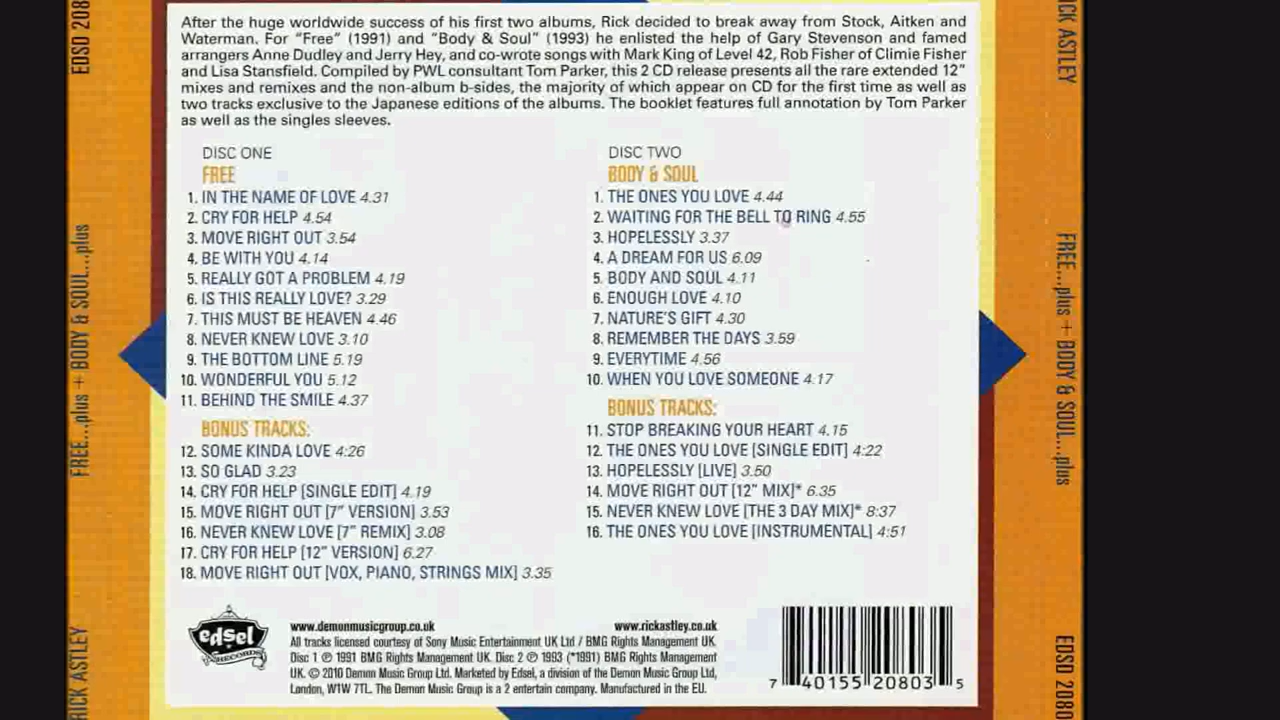 After the huge worldwide success of his first two albums, Rick decided to break away from Stock, Aitken and
Waterman. For “Free” (1991) and “Body & Soul” (1993) he enlisted the help of Gary Stevenson and famed
arrangers Anne Dudley and Jerry Hey, and co-wrote songs with Mark King of Level 42, Rob Fisher of Climie Fisher
and Lisa Stansfield. Compiled by PWL consultant Tom Parker, this 2 CD release presents all the rare extended 12”
mixes and remixes and the non-album b-sides, the majority of which appear on CD for the first time as well as
two tracks exclusive to the Japanese editions of the albums. The booklet features full annotation by Tom Parker
as well as the singles sleeves.
DISC ONE
FREE
1. IN THE NAME OF LOVE 4.31
2. CRY FOR HELP 4.54
3. MOVE RIGHT OUT 3.54
4. BE WITH YOU 4.14
5. REALLY GOT A PROBLEM 4.19
6. IS THIS REALLY LOVE? 3.29
7. THIS MUST BE HEAVEN 4.46
8. NEVER KNEW LOVE 3.10
9. THE BOTTOM LINE 5.19
10. WONDERFUL YOU 5.12
11. BEHIND THE SMILE 4.37
BONUS TRACKS:
12. SOME KINDA LOVE 4:26
13. SO GLAD 3.23
14. CRY FOR HELP [SINGLE EDIT] 4.19
15. MOVE RIGHT OUT [7” VERSION] 3.53
16. NEVER KNEW LOVE [7” REMIX] 3.08
17. CRY FOR HELP [12” VERSION] 6.27
18. MOVE RIGHT OUT [VOX, PIANO, STRINGS MIX] 3.35
DISC TWO
BODY & SOUL
1. THE ONES YOU LOVE 4.44
2. WAITING FOR THE BELL TO RING 4.55
3. HOPELESSLY 3.37
4. A DREAM FOR US 6.09
5. BODY AND SOUL 4.11
6. ENOUGH LOVE 4.10
7. NATURE'S GIFT 4.30
8. REMEMBER THE DAYS 3.59
9. EVERYTIME 4.56
10. WHEN YOU LOVE SOMEONE 4.17
BONUS TRACKS:
11. STOP BREAKING YOUR HEART 4.15
12. THE ONES YOU LOVE [SINGLE EDIT] 4:22
13. HOPELESSLY [LIVE] 3.50
14. MOVE RIGHT OUT [12” MIX]* 6.35
15. NEVER KNEW LOVE [THE 3 DAY MIX]* 8:37
16. THE ONES YOU LOVE [INSTRUMENTAL] 4:51
edsel
RECORDS
www.demonmusicgroup.co.uk www.rickastley.co.uk
All tracks licensed courtesy of Sony Music Entertainment UK Ltd / BMG Rights Management UK
Disc 1 ℗ 1991 BMG Rights Management UK. Disc 2 ℗ 1993 (*1991) BMG Rights Management
UK. © 2010 Demon Music Group Ltd. Marketed by Edsel, a division of the Demon Music Group Ltd,
London, W1W 7TL. The Demon Music Group is a 2 entertain company. Manufactured in the EU.
7 40155 20803 5
RICK ASTLEY
FREE...plus + BODY & SOUL...plus
EDSD 208
RICK ASTLEY
FREE...plus + BODY & SOUL...plus
EDSD 2080